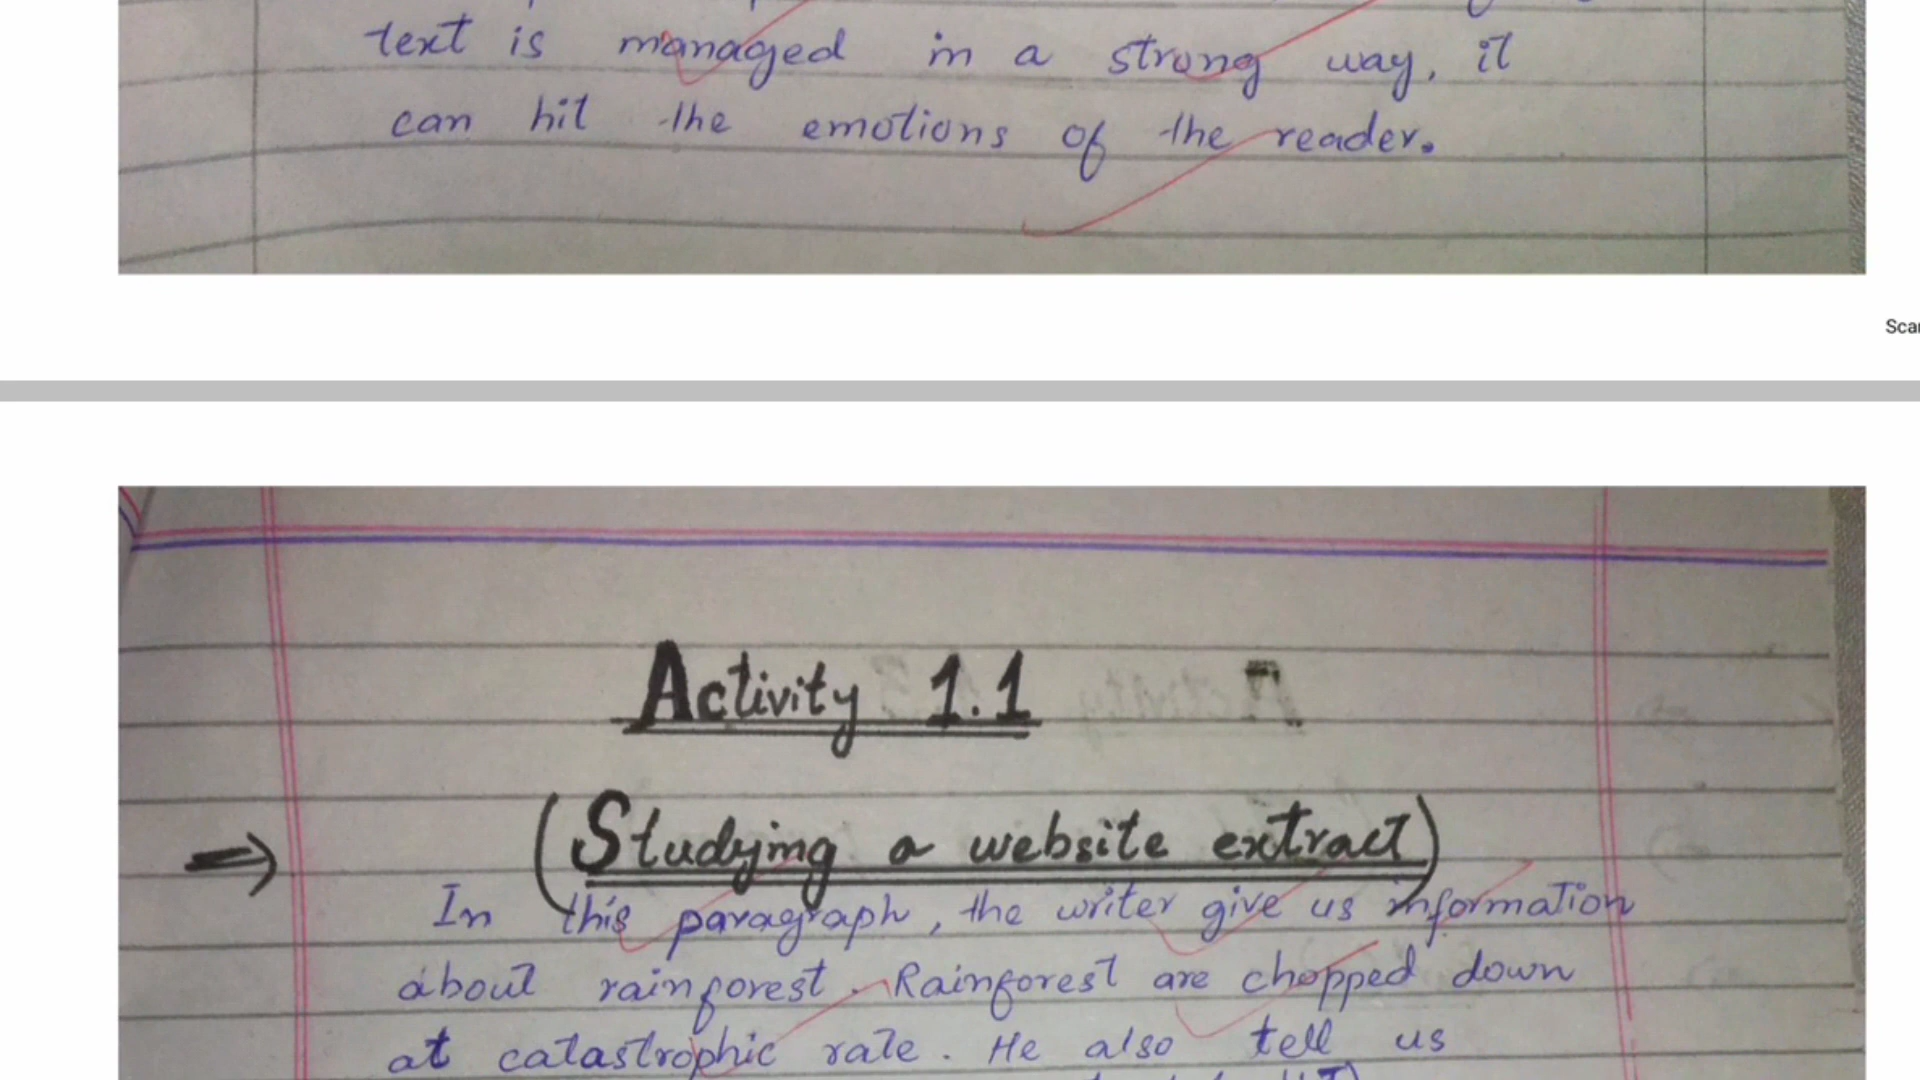 text is managed in a strong way, it
can hit the emotions of the reader.
Scan
Activity 1.1
(Studying a website extract)
⇒
In this paragraph, the writer give us information
about rainforest. Rainforest are chopped down
at catastrophic rate. He also tell us